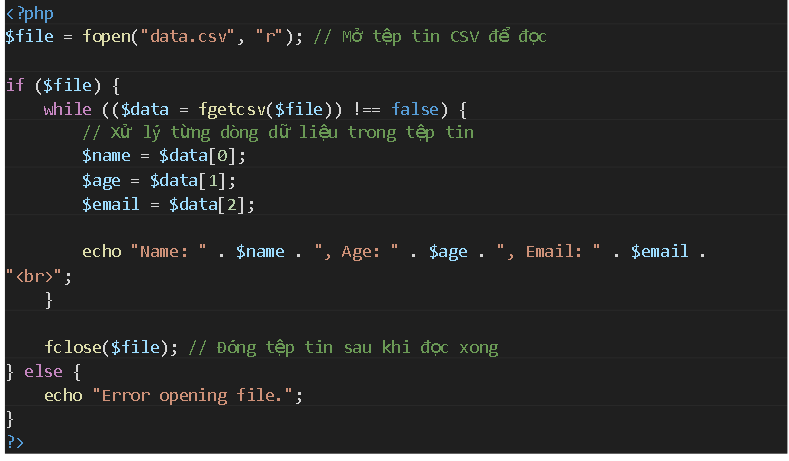 <?php
$file = fopen("data.csv", "r"); // Mở tệp tin CSV để đọc
if ($file) {
while (($data = fgetcsv($file)) !== false) {
// Xử lý từng dòng dữ liệu trong tệp tin
$name = $data[0];
$age = $data[1];
$email = $data[2];
echo "Name: " . $name . ", Age: " . $age . ", Email: " . $email .
"<br>";
}
fclose($file); // Đóng tệp tin sau khi đọc xong
} else {
echo "Error opening file.";
}
?>